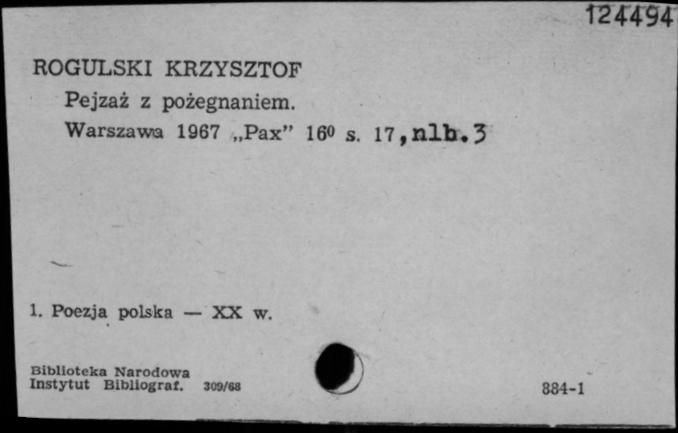 124494
ROGULSKI KRZYSZTOF
Pejzaż z pożegnaniem.
Warszawa 1967 „Pax” 16⁰ s. 17, nlb. 3
1. Poezja polska — XX w.
Biblioteka Narodowa
Instytut Bibliograf. 309/68
884-1